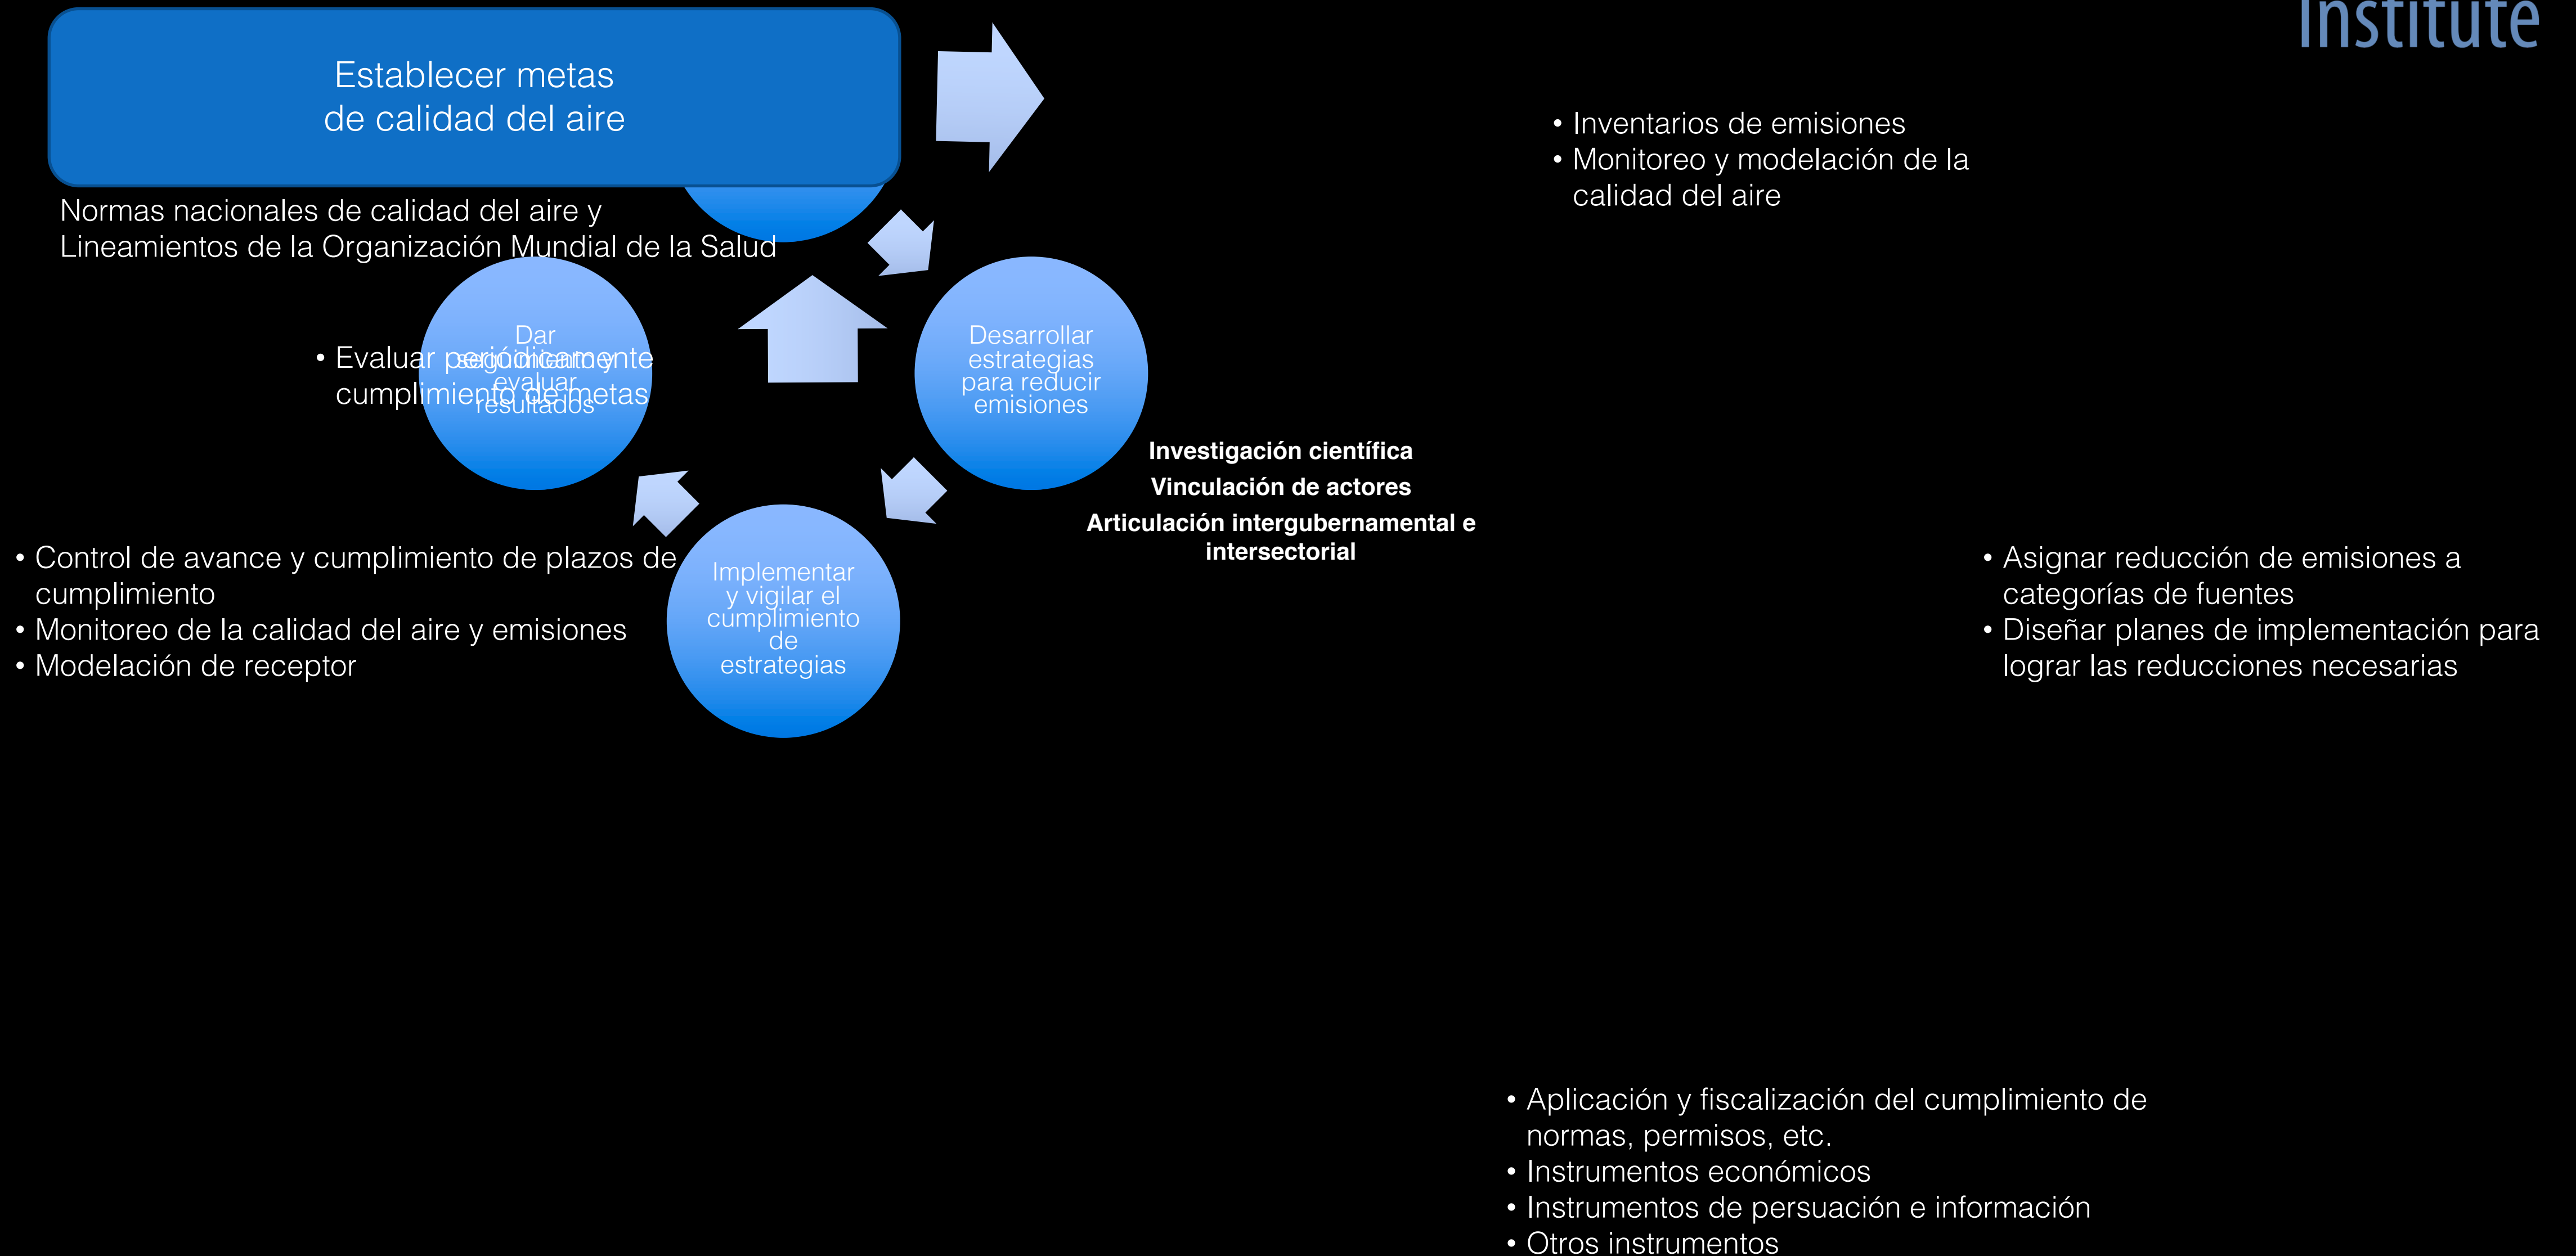 Institute
Establecer metas
de calidad del aire
• Inventarios de emisiones
• Monitoreo y modelación de la
calidad del aire
Normas nacionales de calidad del aire y
Lineamientos de la Organización Mundial de la Salud
Dar
seguimiento y
evaluar
resultados
• Evaluar periódicamente
cumplimiento de metas
Desarrollar
estrategias
para reducir
emisiones
Investigación científica
Vinculación de actores
Articulación intergubernamental e
intersectorial
• Control de avance y cumplimiento de plazos de
cumplimiento
• Monitoreo de la calidad del aire y emisiones
• Modelación de receptor
Implementar
y vigilar el
cumplimiento
de
estrategias
• Asignar reducción de emisiones a
categorías de fuentes
• Diseñar planes de implementación para
lograr las reducciones necesarias
• Aplicación y fiscalización del cumplimiento de
normas, permisos, etc.
• Instrumentos económicos
• Instrumentos de persuación e información
• Otros instrumentos